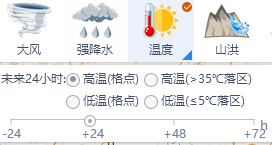 大风 强降水 温度 山洪
未来24小时: 高温(格点) 高温(>35℃落区)
低温(格点) 低温(≤5℃落区)
h
-24 +24 +48 +72